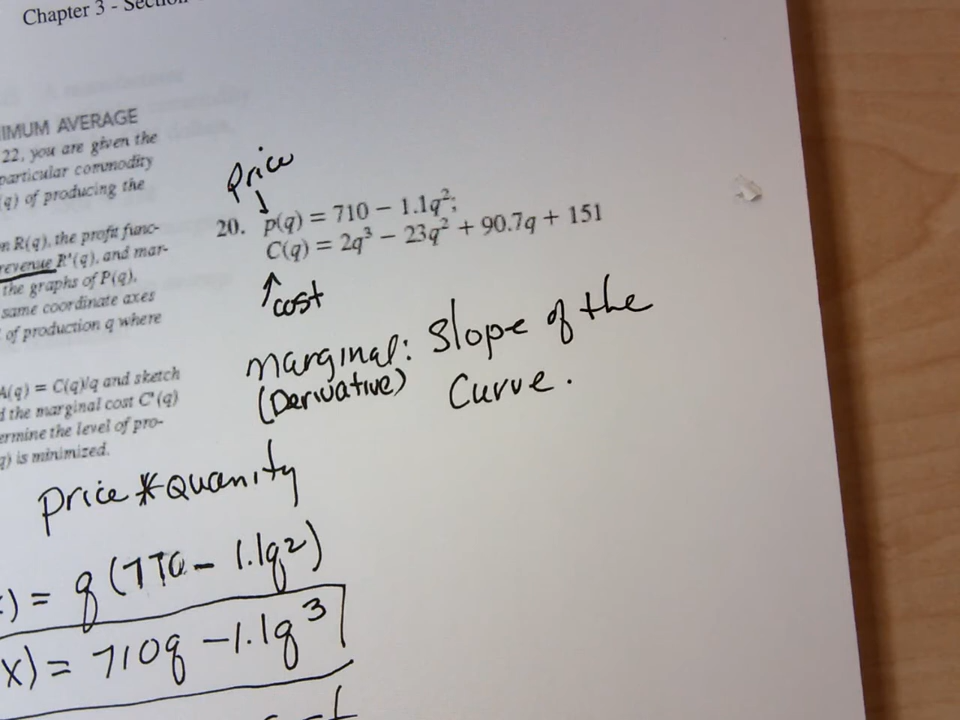 Chapter 3 - Section
IMUM AVERAGE
22, you are given the
particular commodity
q) of producing the
n R(q), the profit func-
revenue R'(q), and mar-
the graphs of P(q),
same coordinate axes
of production q where
A(q) = C(q)/q and sketch
d the marginal cost C'(q)
ermine the level of pro-
q) is minimized.
Price
20. p(q) = 710 − 1.1q²;
C(q) = 2q³ − 23q² + 90.7q + 151
cost
marginal: Slope of the
(Derivative) Curve.
price * Quanity
) = q(710 - 1.1q²)
x) = 710q - 1.1q³